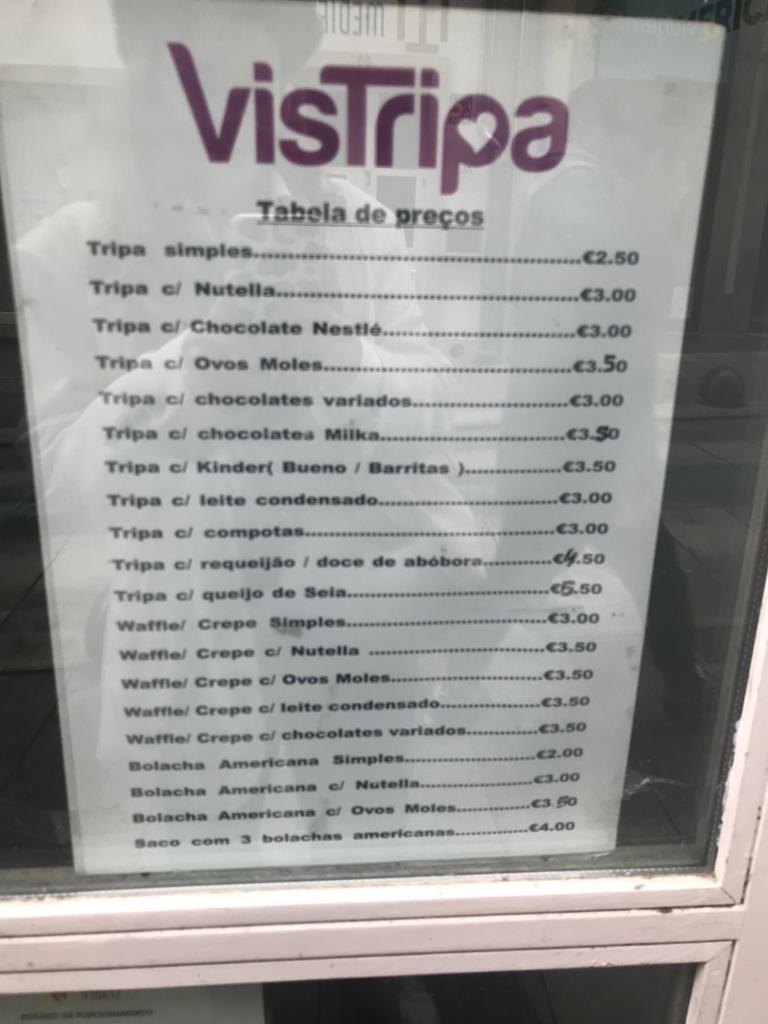 VisTripa
Tabela de preços
Tripa simples..........€2.50
Tripa c/ Nutella..........€3.00
Tripa c/ Chocolate Nestlé..........€3.00
Tripa c/ Ovos Moles..........€3.50
Tripa c/ chocolates variados..........€3.00
Tripa c/ chocolates Milka..........€3.50
Tripa c/ Kinder( Bueno / Barritas )..........€3.50
Tripa c/ leite condensado..........€3.00
Tripa c/ compotas..........€3.00
Tripa c/ requeijão / doce de abóbora..........€4.50
Tripa c/ queijo de Seia..........€5.50
Waffle/ Crepe Simples..........€3.00
Waffle/ Crepe c/ Nutella ..........€3.50
Waffle/ Crepe c/ Ovos Moles..........€3.50
Waffle/ Crepe c/ leite condensado..........€3.50
Waffle/ Crepe c/ chocolates variados..........€3.50
Bolacha Americana Simples..........€2.00
Bolacha Americana c/ Nutella..........€3.00
Bolacha Americana c/ Ovos Moles..........€3.50
Saco com 3 bolachas americanas..........€4.00